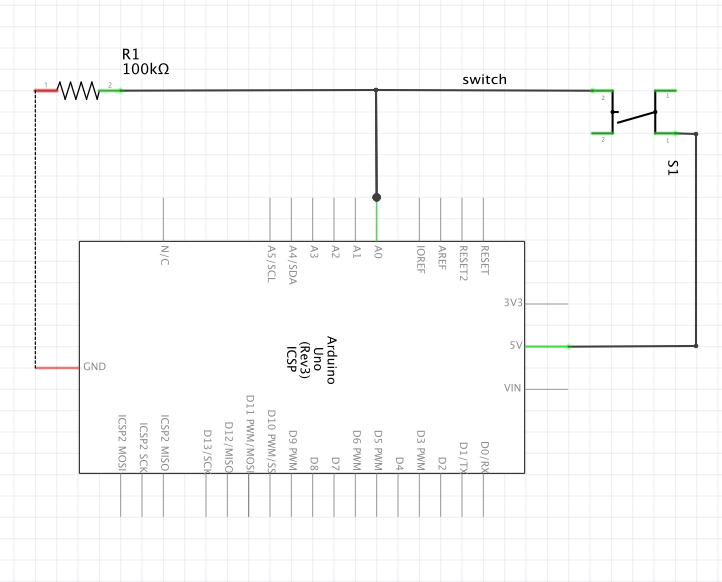 R1
100kΩ
1
2
switch
2
1
2
1
S1
N/C
A5/SCL
A4/SDA
A3
A2
A1
A0
IOREF
AREF
RESET2
RESET
3V3
5V
VIN
GND
Arduino
Uno
(Rev3)
ICSP
ICSP2 MOSI
ICSP2 SCK
ICSP2 MISO
D13/SCK
D12/MISO
D11 PWM/MOSI
D10 PWM/SS
D9 PWM
D8
D7
D6 PWM
D5 PWM
D4
D3 PWM
D2
D1/TX
D0/RX